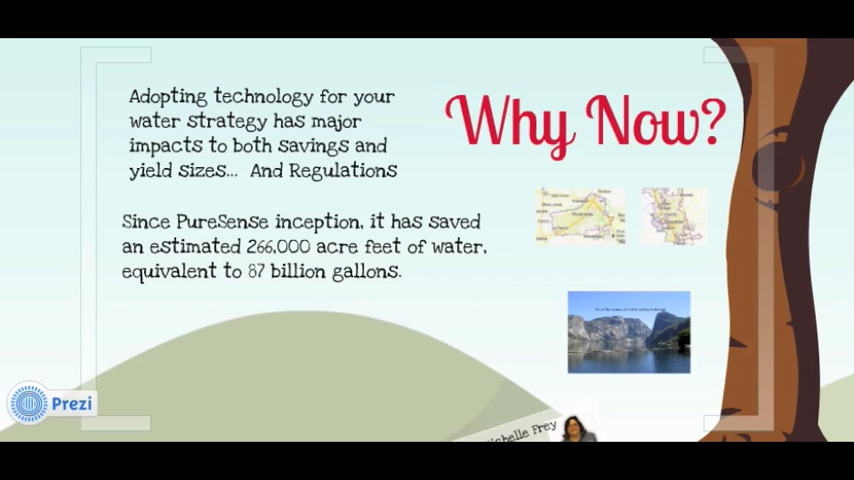 Adopting technology for your
water strategy has major
impacts to both savings and
yield sizes... And Regulations
Why Now?
Since PureSense inception, it has saved
an estimated 266,000 acre feet of water,
equivalent to 87 billion gallons.
Prezi
Michelle Frey